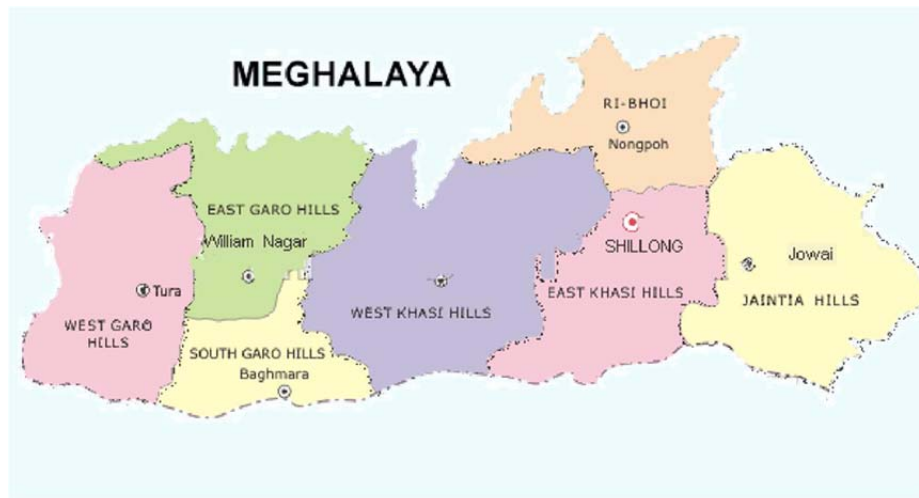 MEGHALAYA
RI-BHOI
Nongpoh
EAST GARO HILLS
William Nagar
SHILLONG
Jowai
Tura
WEST KHASI HILLS
EAST KHASI HILLS
JAINTIA HILLS
WEST GARO
HILLS
SOUTH GARO HILLS
Baghmara